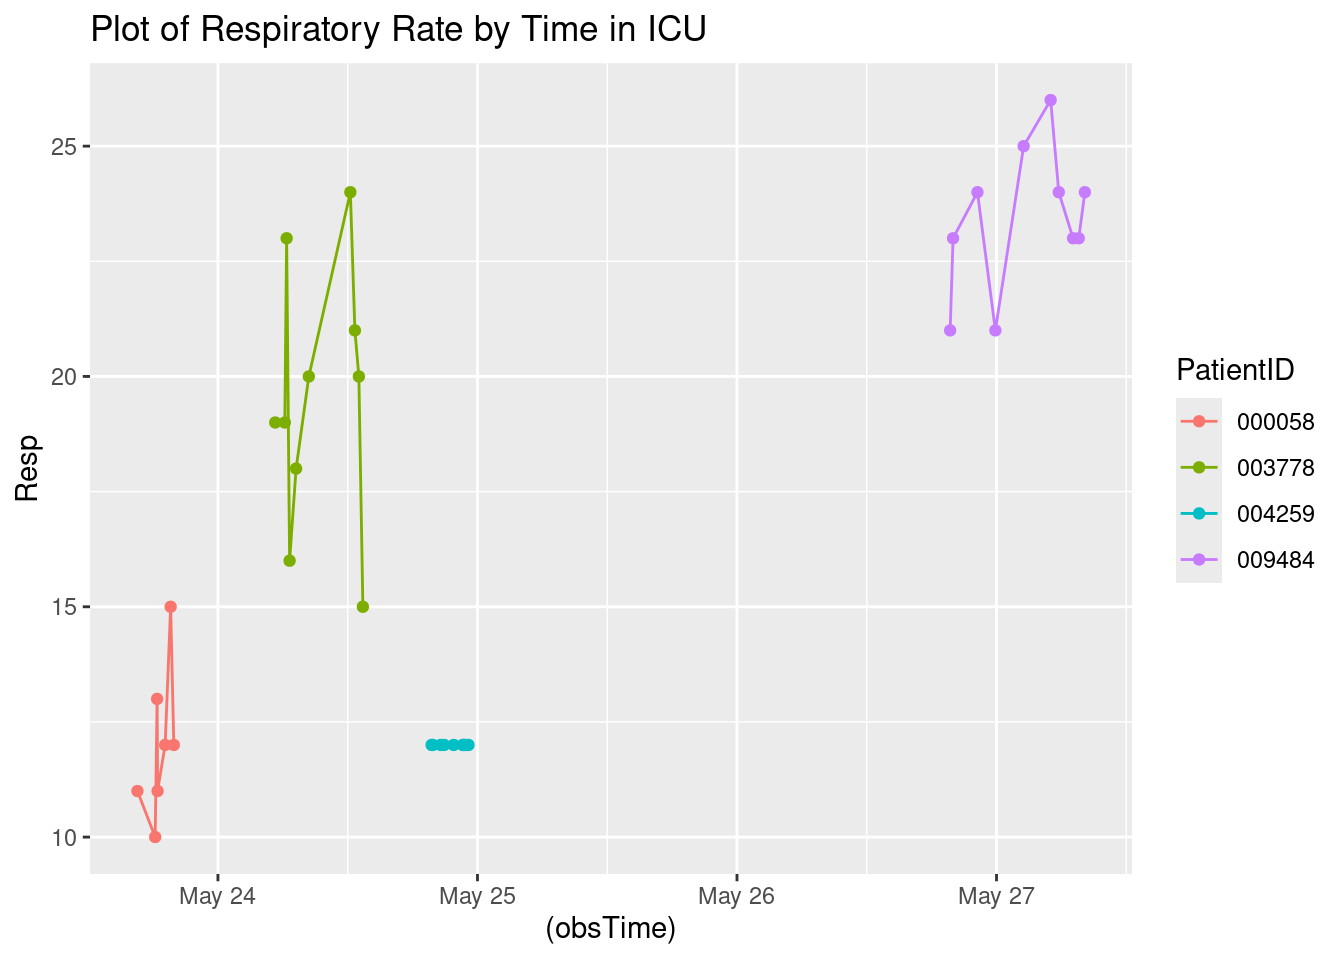 Plot of Respiratory Rate by Time in ICU
25
20
15
10
Resp
May 24
May 25
May 26
May 27
(obsTime)
PatientID
000058
003778
004259
009484